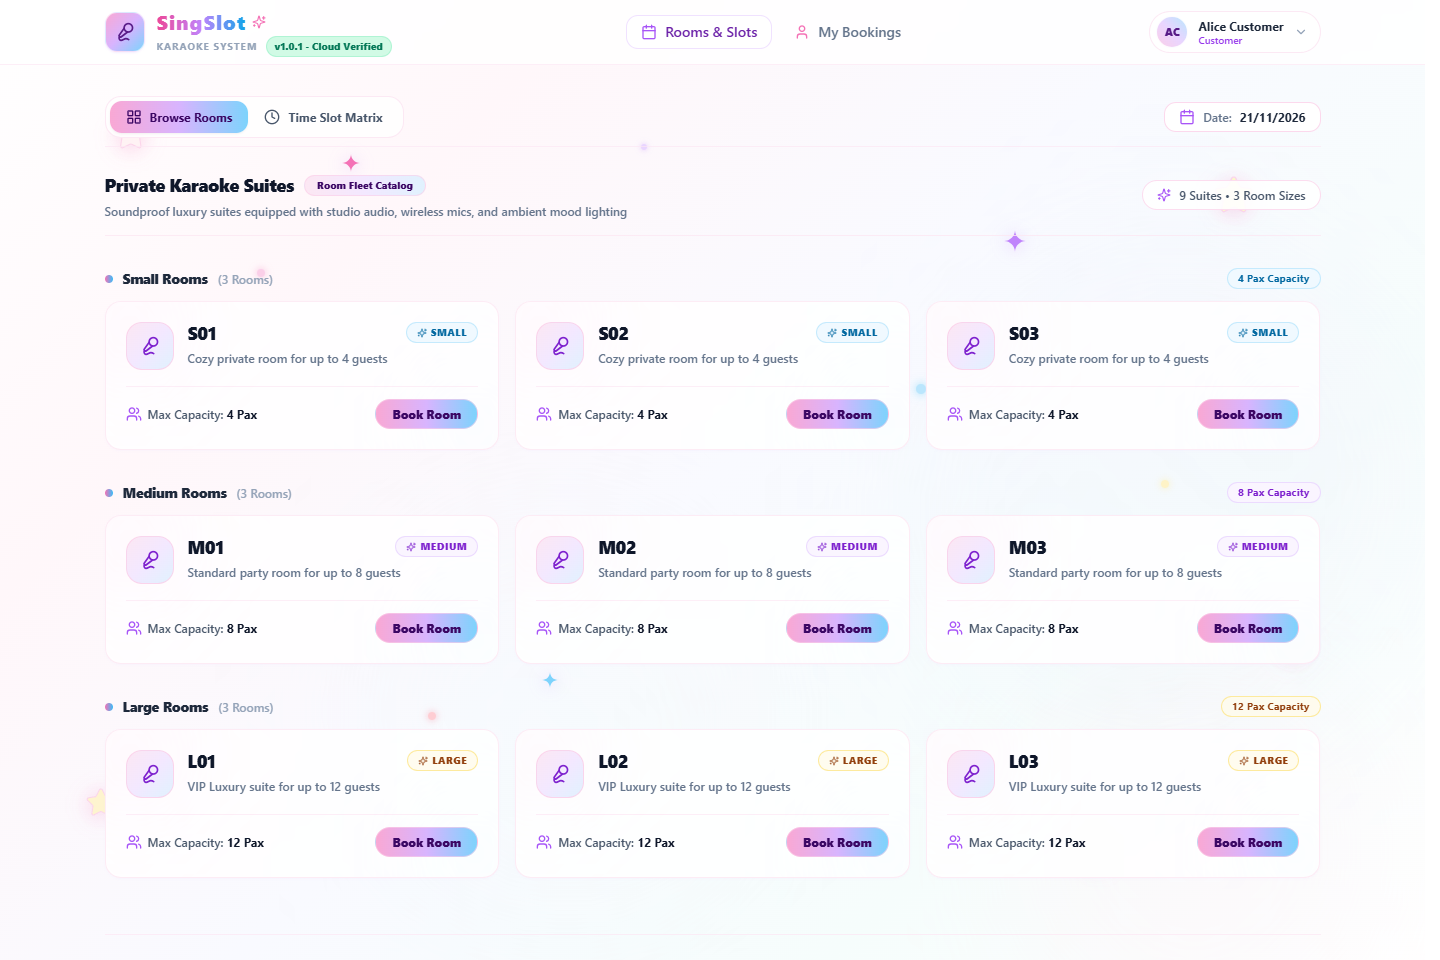 SingSlot
KARAOKE SYSTEM
v1.0.1 - Cloud Verified
Rooms & Slots
My Bookings
AC
Alice Customer
Customer
Browse Rooms
Time Slot Matrix
Date: 21/11/2026
Private Karaoke Suites
Room Fleet Catalog
Soundproof luxury suites equipped with studio audio, wireless mics, and ambient mood lighting
9 Suites • 3 Room Sizes
Small Rooms (3 Rooms)
4 Pax Capacity
S01
SMALL
Cozy private room for up to 4 guests
Max Capacity: 4 Pax
Book Room
S02
SMALL
Cozy private room for up to 4 guests
Max Capacity: 4 Pax
Book Room
S03
SMALL
Cozy private room for up to 4 guests
Max Capacity: 4 Pax
Book Room
Medium Rooms (3 Rooms)
8 Pax Capacity
M01
MEDIUM
Standard party room for up to 8 guests
Max Capacity: 8 Pax
Book Room
M02
MEDIUM
Standard party room for up to 8 guests
Max Capacity: 8 Pax
Book Room
M03
MEDIUM
Standard party room for up to 8 guests
Max Capacity: 8 Pax
Book Room
Large Rooms (3 Rooms)
12 Pax Capacity
L01
LARGE
VIP Luxury suite for up to 12 guests
Max Capacity: 12 Pax
Book Room
L02
LARGE
VIP Luxury suite for up to 12 guests
Max Capacity: 12 Pax
Book Room
L03
LARGE
VIP Luxury suite for up to 12 guests
Max Capacity: 12 Pax
Book Room